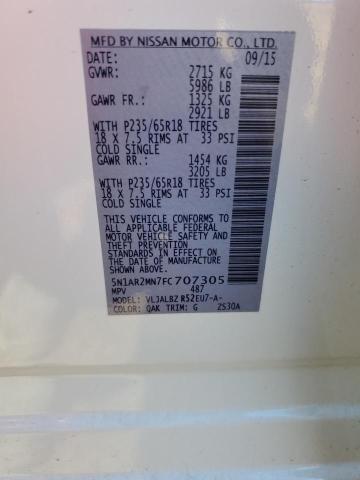 MFD BY NISSAN MOTOR CO., LTD.
DATE: 09/15
GVWR: 2715 KG
5986 LB
GAWR FR.: 1325 KG
2921 LB
WITH P235/65R18 TIRES
18 X 7.5 RIMS AT 33 PSI
COLD SINGLE
GAWR RR.: 1454 KG
3205 LB
WITH P235/65R18 TIRES
18 X 7.5 RIMS AT 33 PSI
COLD SINGLE
THIS VEHICLE CONFORMS TO
ALL APPLICABLE FEDERAL
MOTOR VEHICLE SAFETY AND
THEFT PREVENTION
STANDARDS IN EFFECT ON
THE DATE OF MANUFACTURE
SHOWN ABOVE.
5N1AR2MN7FC707305
MPV 487
MODEL: VLJALBZ R52EU7-A-
COLOR: QAK TRIM: G ZS30A